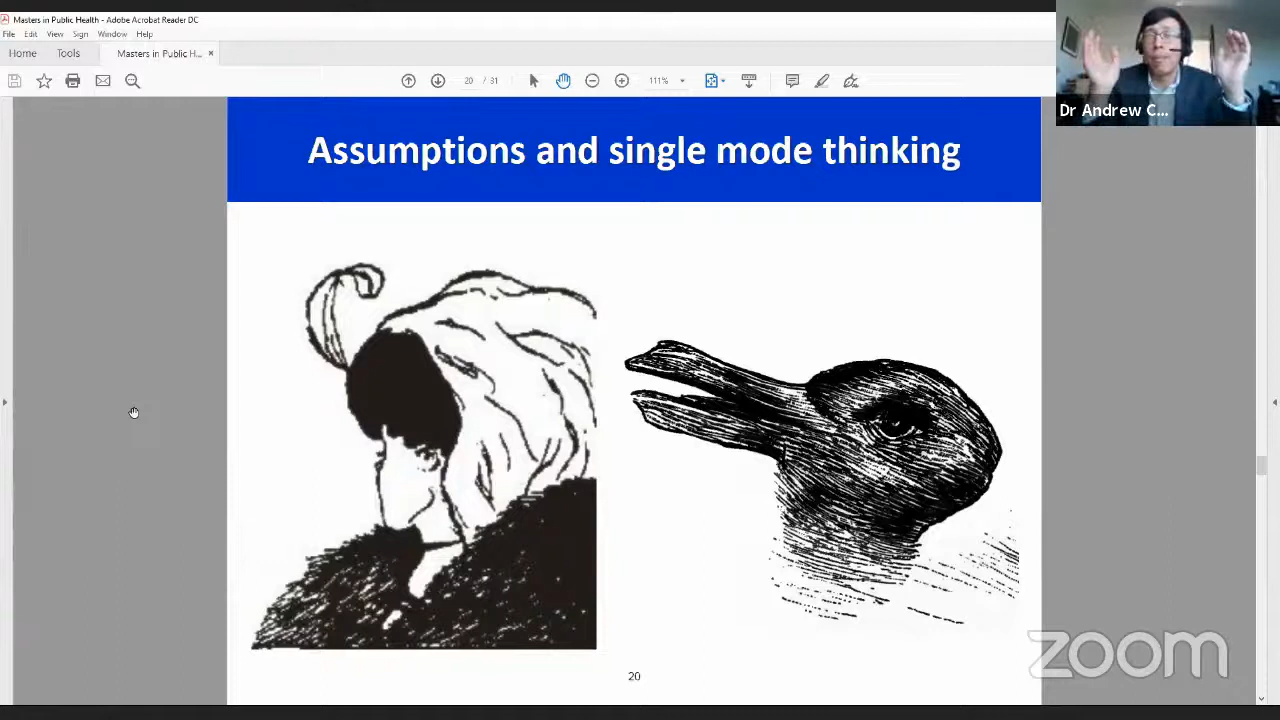 Masters in Public Health - Adobe Acrobat Reader DC
File Edit View Sign Window Help
Home Tools Masters in Public H... ×
20 / 31 111%
Dr Andrew C...
Assumptions and single mode thinking
20
zoom